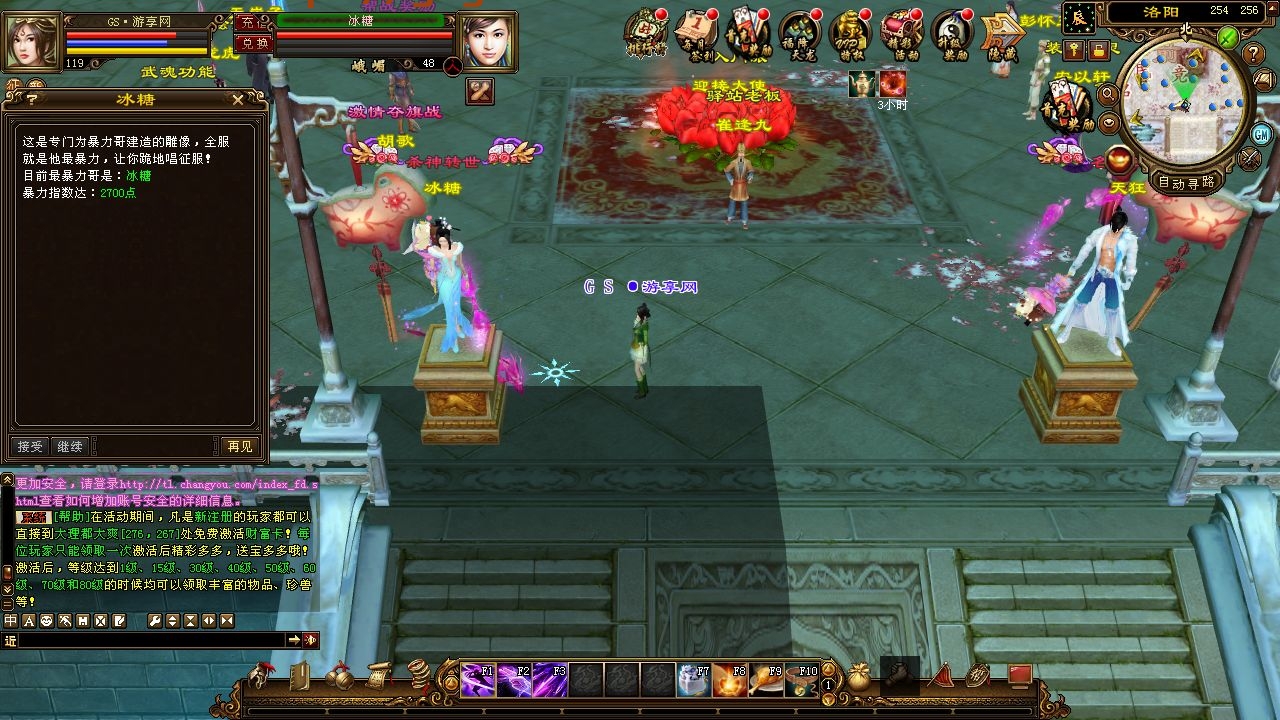 GS·游享网
119
武魂功能
充
兑换
冰糖
峨嵋
48
签到
隐藏
3小时
洛阳
254 256
辰
北
GM
自动寻路
冰糖
这是专门为暴力哥建造的雕像，全服
就是他最暴力，让你跪地唱征服！
目前最暴力哥是：冰糖
暴力指数达：2700点
接受
继续
再见
激情夺旗战
胡歌
杀神转世
冰糖
迎接大使
驿站老板
崔逢九
天狂
GS●游享网
更加安全，请登录http://tl.changyou.com/index_fd.s
html查看如何增加账号安全的详细信息。
[帮助]在活动期间，凡是新注册的玩家都可以
直接到大理都大爽[276，267]处免费激活财富卡！每
位玩家只能领取一次激活后精彩多多，送宝多多哦！
激活后，等级达到1级、15级、30级、40级、50级、60
级、70级和80级的时候均可以领取丰富的物品、珍兽
等！
近
F1
F2
F3
F7
F8
F9
F10
1